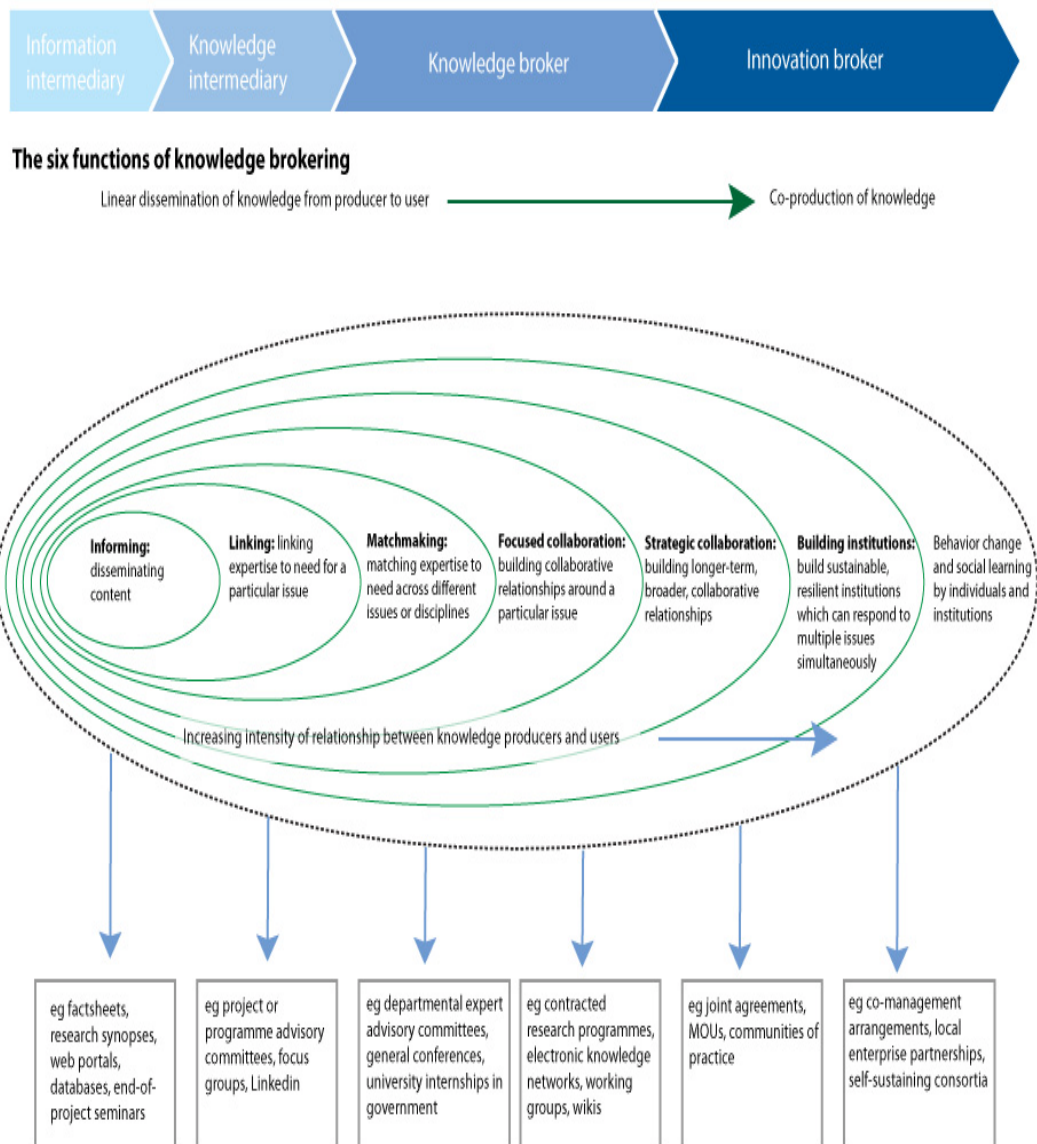 Information
intermediary
Knowledge
intermediary
Knowledge broker
Innovation broker
The six functions of knowledge brokering
Linear dissemination of knowledge from producer to user
Co-production of knowledge
Informing:
disseminating
content
Linking: linking
expertise to need for a
particular issue
Matchmaking:
matching expertise to
need across different
issues or disciplines
Focused collaboration:
building collaborative
relationships around a
particular issue
Strategic collaboration:
building longer-term,
broader, collaborative
relationships
Building institutions:
build sustainable,
resilient institutions
which can respond to
multiple issues
simultaneously
Behavior change
and social learning
by individuals and
institutions
Increasing intensity of relationship between knowledge producers and users
eg factsheets,
research synopses,
web portals,
databases, end-of-
project seminars
eg project or
programme advisory
committees, focus
groups, Linkedin
eg departmental expert
advisory committees,
general conferences,
university internships in
government
eg contracted
research programmes,
electronic knowledge
networks, working
groups, wikis
eg joint agreements,
MOUs, communities of
practice
eg co-management
arrangements, local
enterprise partnerships,
self-sustaining consortia